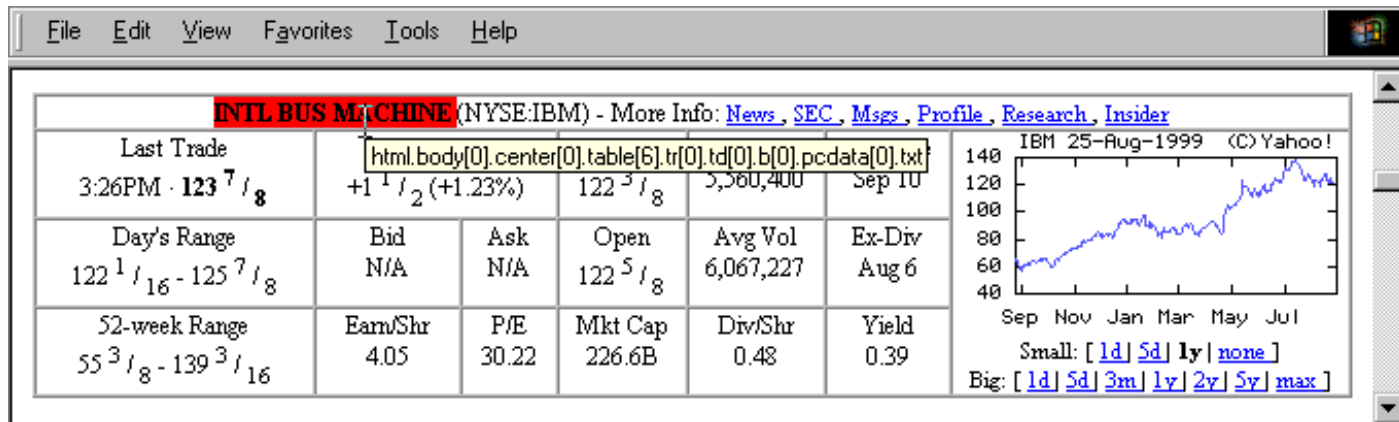 File Edit View Favorites Tools Help
INTL BUS MACHINE (NYSE:IBM) - More Info: News , SEC , Msgs , Profile , Research , Insider
Last Trade
html.body[0].center[0].table[6].tr[0].td[0].b[0].pcdata[0].txt
3:26PM · 123 7/8 +1 1/2 (+1.23%) 122 3/8 5,560,400 Sep 10
Day's Range Bid Ask Open Avg Vol Ex-Div
122 1/16 - 125 7/8 N/A N/A 122 5/8 6,067,227 Aug 6
52-week Range Earn/Shr P/E Mkt Cap Div/Shr Yield
55 3/8 - 139 3/16 4.05 30.22 226.6B 0.48 0.39
IBM 25-Aug-1999 (C) Yahoo!
140
120
100
80
60
40
Sep Nov Jan Mar May Jul
Small: [ 1d | 5d | 1y | none ]
Big: [ 1d | 5d | 3m | 1y | 2y | 5y | max ]